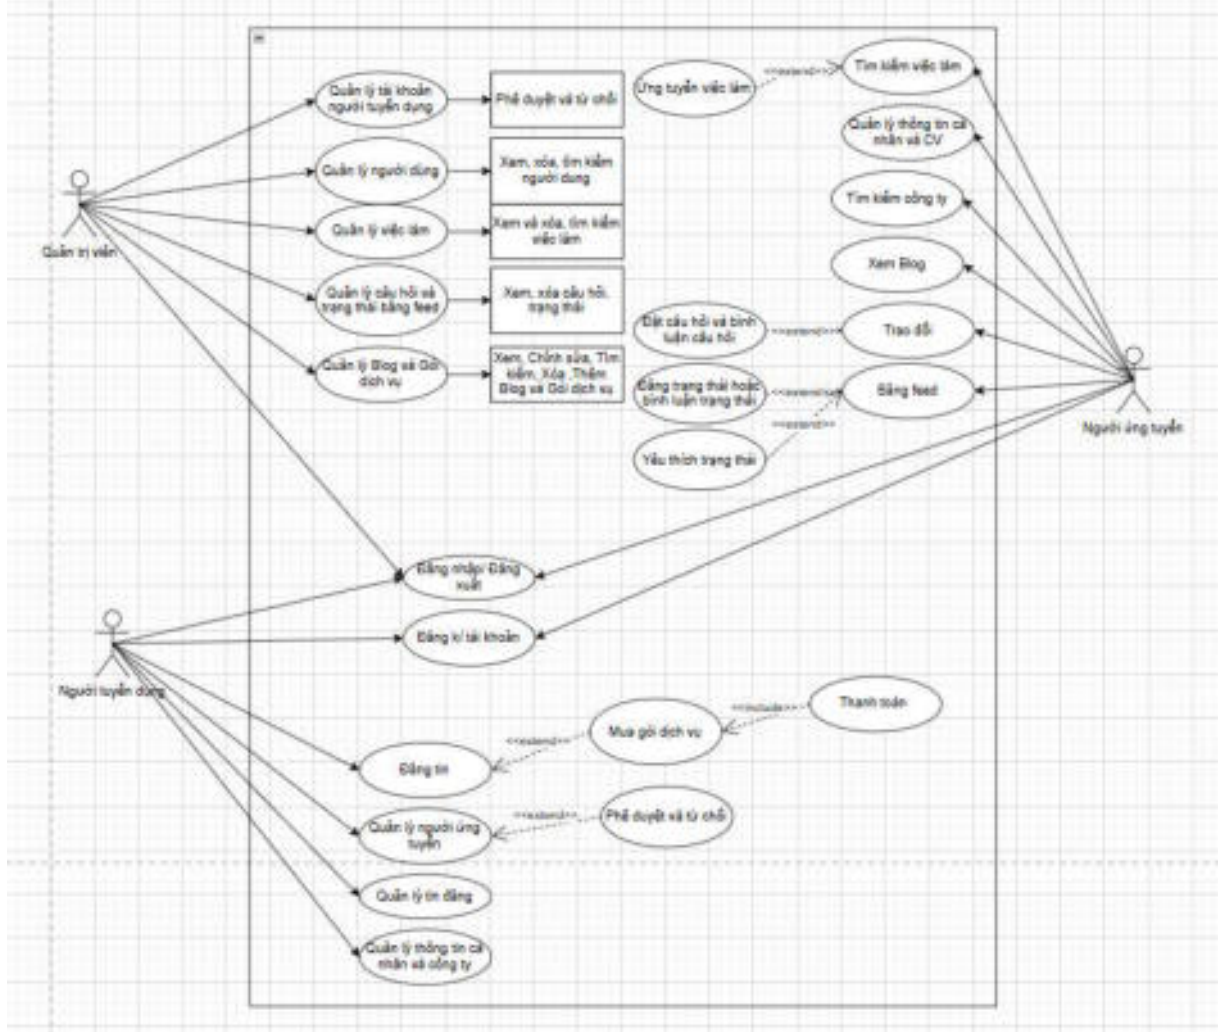 Quản lý tài khoản
người tuyển dụng
Phê duyệt và từ chối
Ứng tuyển việc làm
<<extend>>
Tìm kiếm việc làm
Quản lý thông tin cá
nhân và CV
Quản lý người dùng
Xem, xóa, tìm kiếm
người dung
Tìm kiếm công ty
Quản lý việc làm
Xem và xóa, tìm kiếm
việc làm
Quản trị viên
Xem Blog
Quản lý câu hỏi và
trạng thái bảng feed
Xem, xóa câu hỏi,
trạng thái
Đặt câu hỏi và bình
luận câu hỏi
<<extend>>
Trao đổi
Quản lý Blog và Gói
dịch vụ
Xem, Chỉnh sửa, Tìm
kiếm, Xóa ,Thêm
Blog và Gói dịch vụ
Đăng trạng thái hoặc
bình luận trạng thái
<<extend>>
Bảng feed
<<extend>>
Người ứng tuyển
Yêu thích trạng thái
Đăng nhập/ Đăng
xuất
Đăng kí tài khoản
Người tuyển dụng
Thanh toán
<<include>>
Mua gói dịch vụ
<<extend>>
Đăng tin
<<extend>>
Phê duyệt và từ chối
Quản lý người ứng
tuyển
Quản lý tin đăng
Quản lý thông tin cá
nhân và công ty